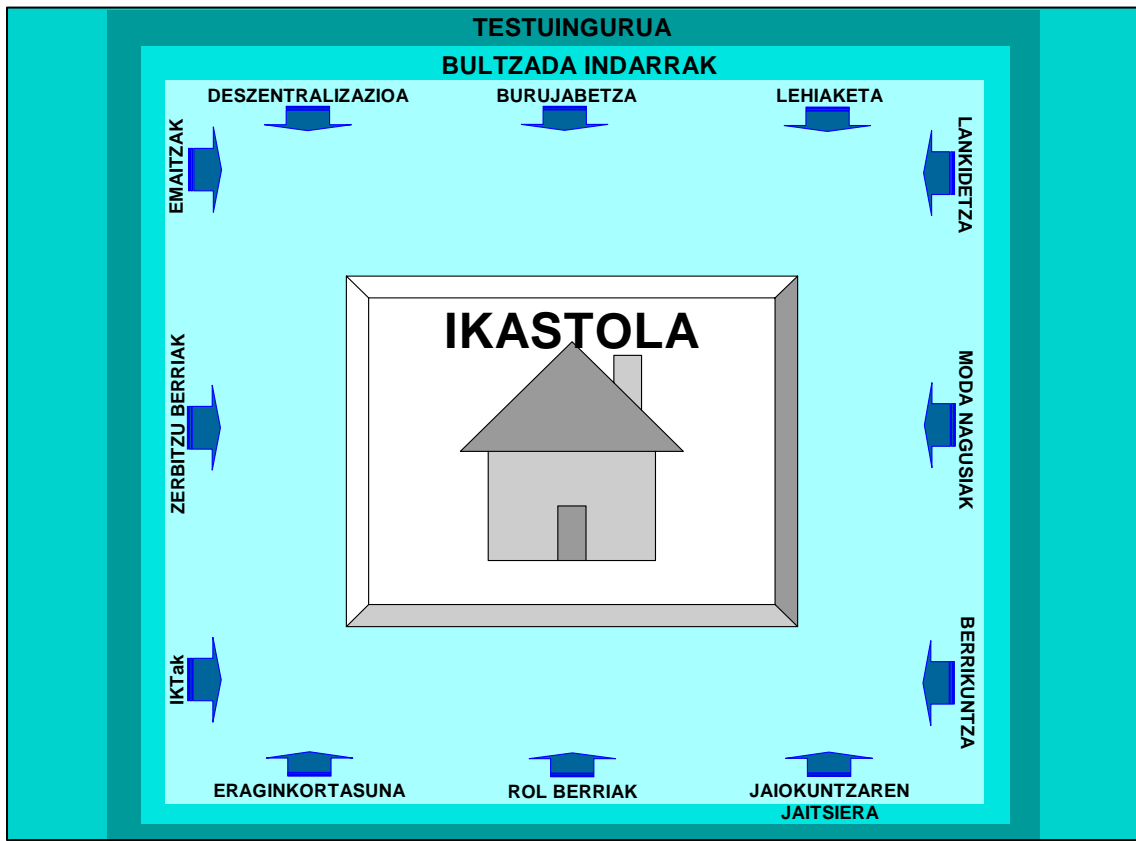 TESTUINGURUA
BULTZADA INDARRAK
DESZENTRALIZAZIOA
BURUJABETZA
LEHIAKETA
EMAITZAK
LANKIDETZA
IKASTOLA
ZERBITZU BERRIAK
MODA NAGUSIAK
IKTak
BERRIKUNTZA
ERAGINKORTASUNA
ROL BERRIAK
JAIOKUNTZAREN
JAITSIERA